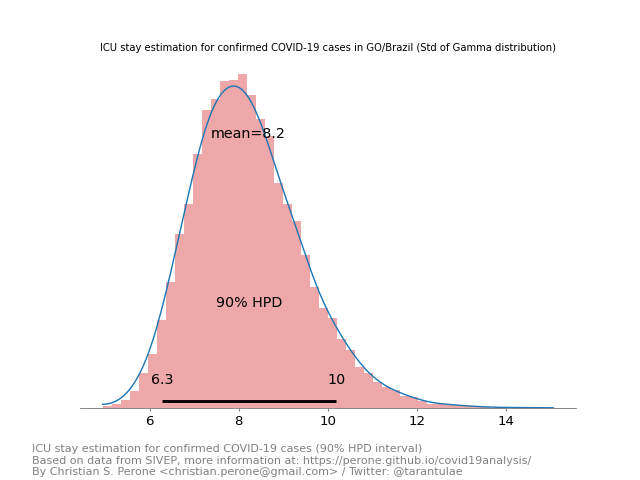 ICU stay estimation for confirmed COVID-19 cases in GO/Brazil (Std of Gamma distribution)
mean=8.2
90% HPD
6.3 10
6 8 10 12 14
ICU stay estimation for confirmed COVID-19 cases (90% HPD interval)
Based on data from SIVEP, more information at: https://perone.github.io/covid19analysis/
By Christian S. Perone <christian.perone@gmail.com> / Twitter: @tarantulae